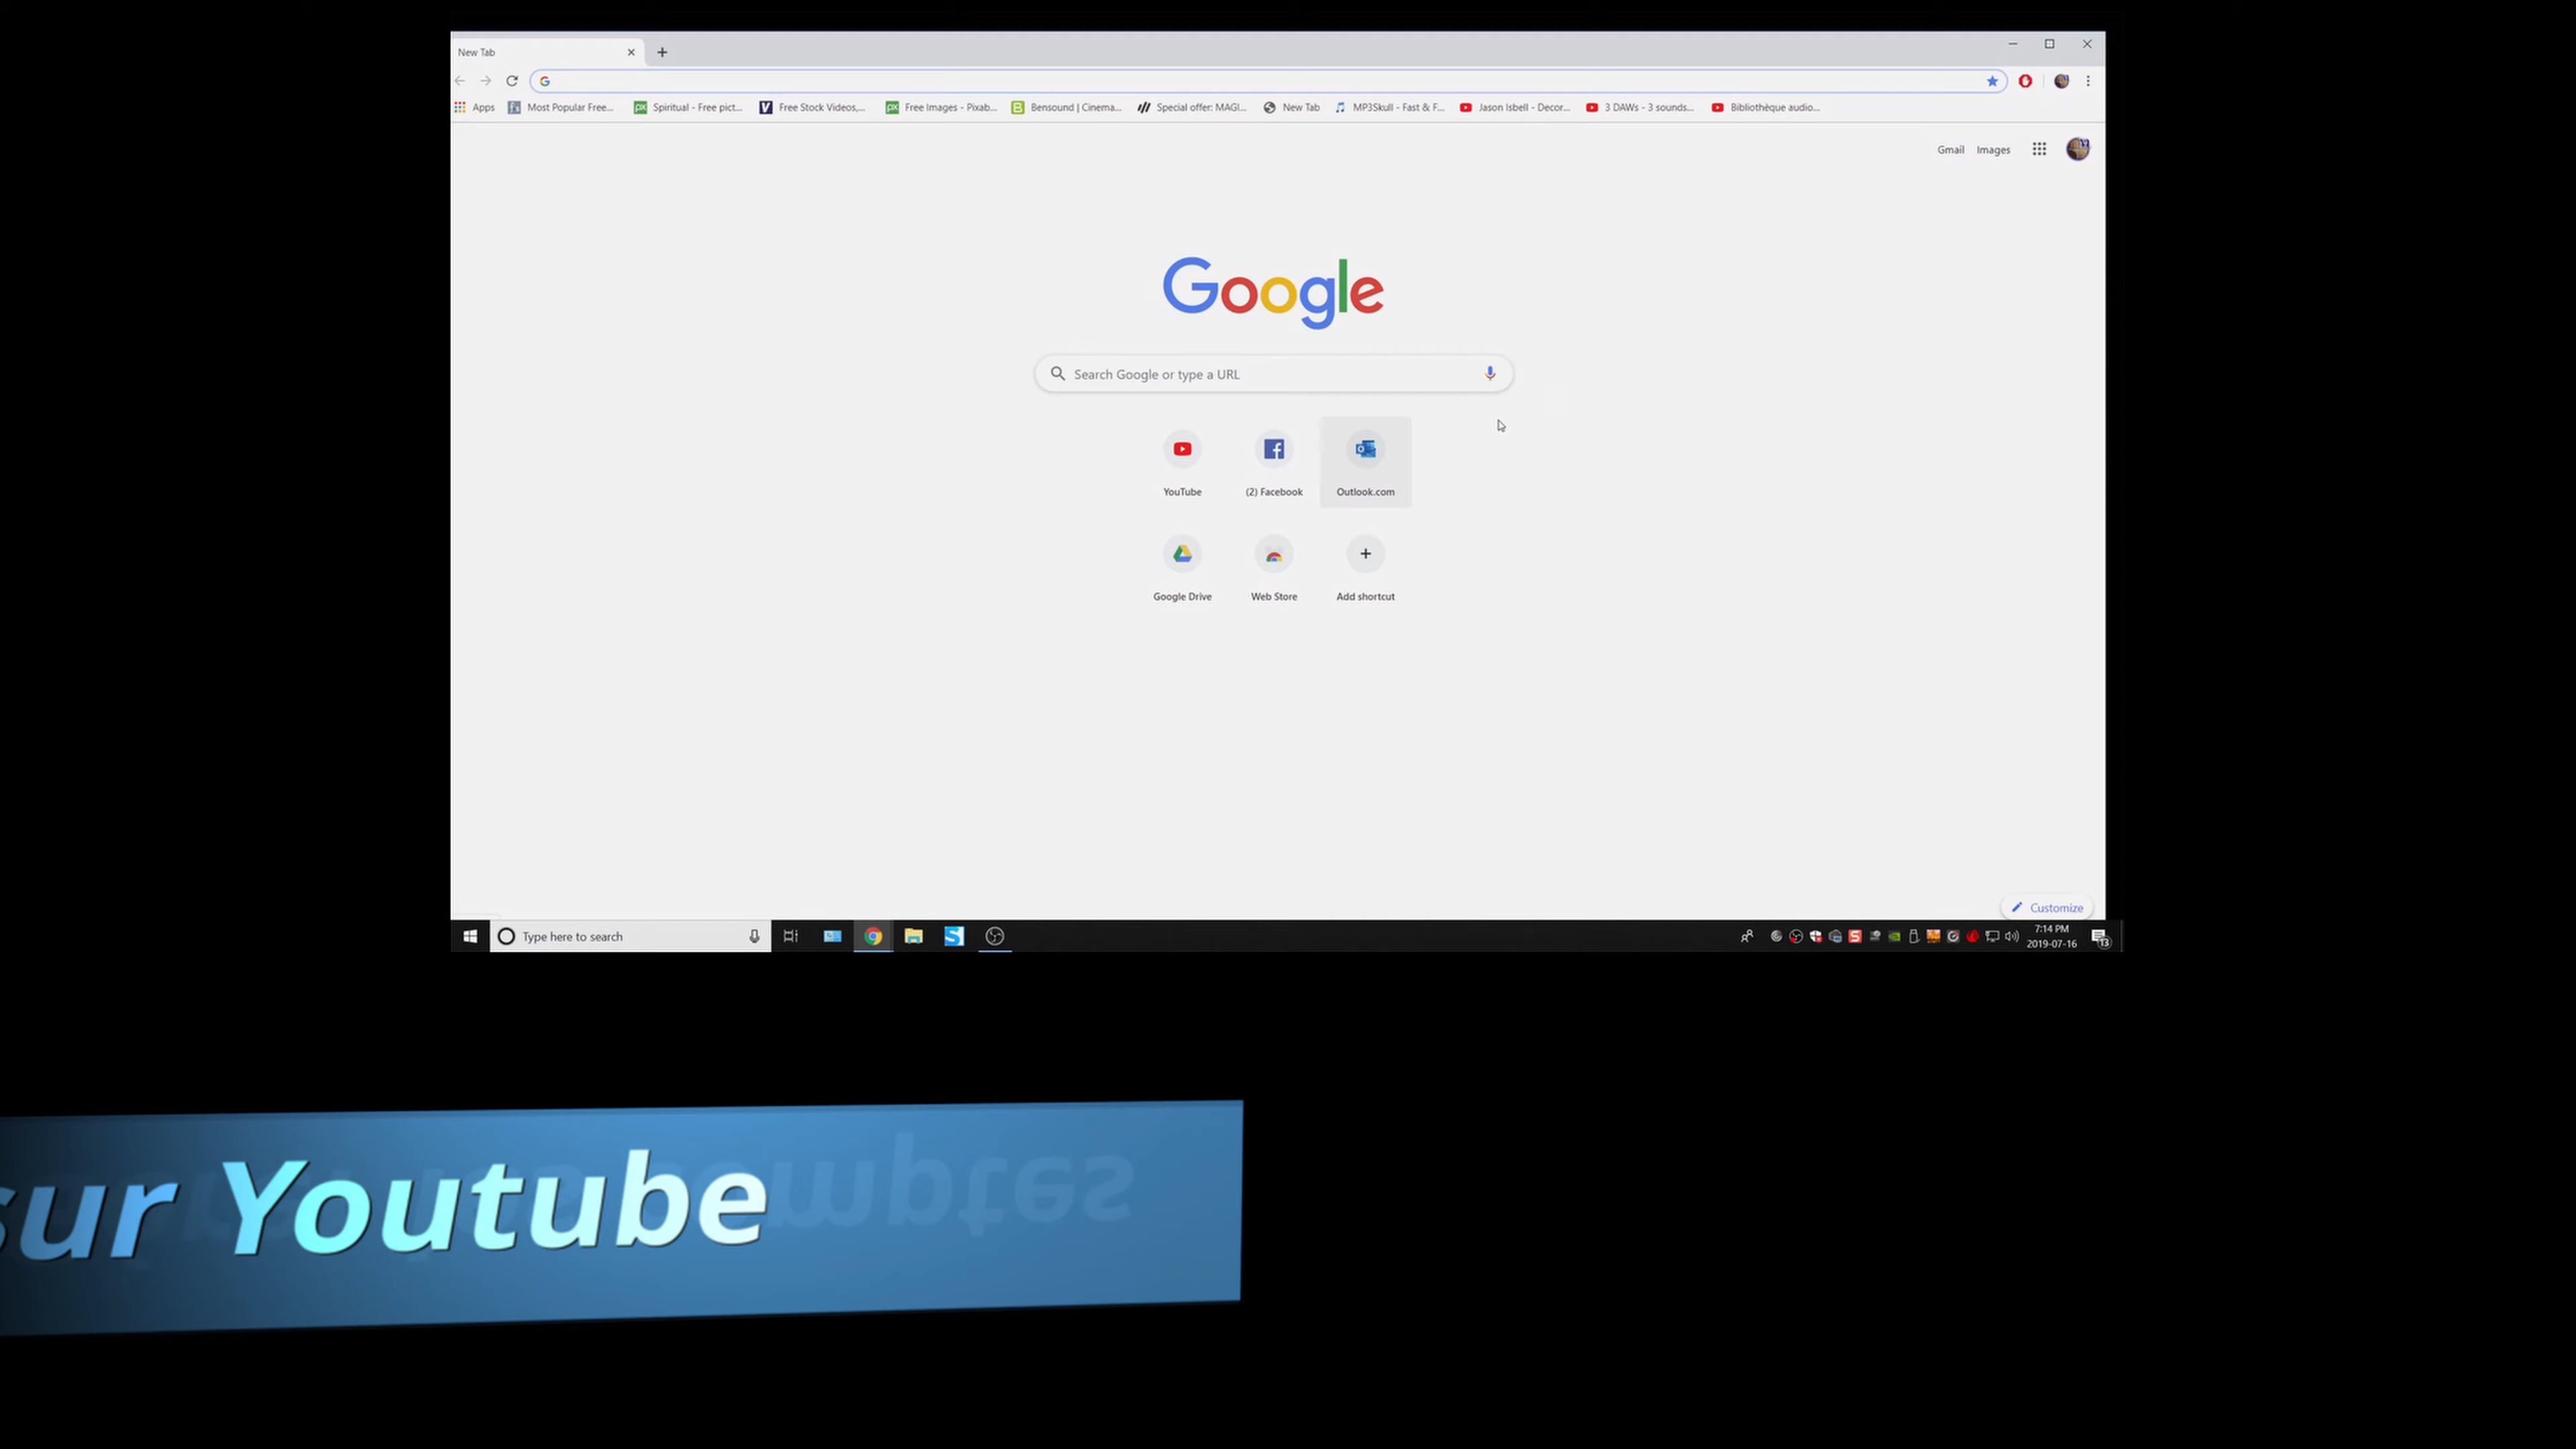 New Tab
Apps Most Popular Free... Spiritual - Free pict... Free Stock Videos,... Free Images - Pixab... Bensound | Cinema... Special offer: MAGI... New Tab MP3Skull - Fast & F... Jason Isbell - Decor... 3 DAWs - 3 sounds... Bibliothèque audio...
Gmail Images
Google
Search Google or type a URL
YouTube (2) Facebook Outlook.com
Google Drive Web Store Add shortcut
Customize
Type here to search
7:14 PM
2019-07-16
13
sur Youtube
comptes